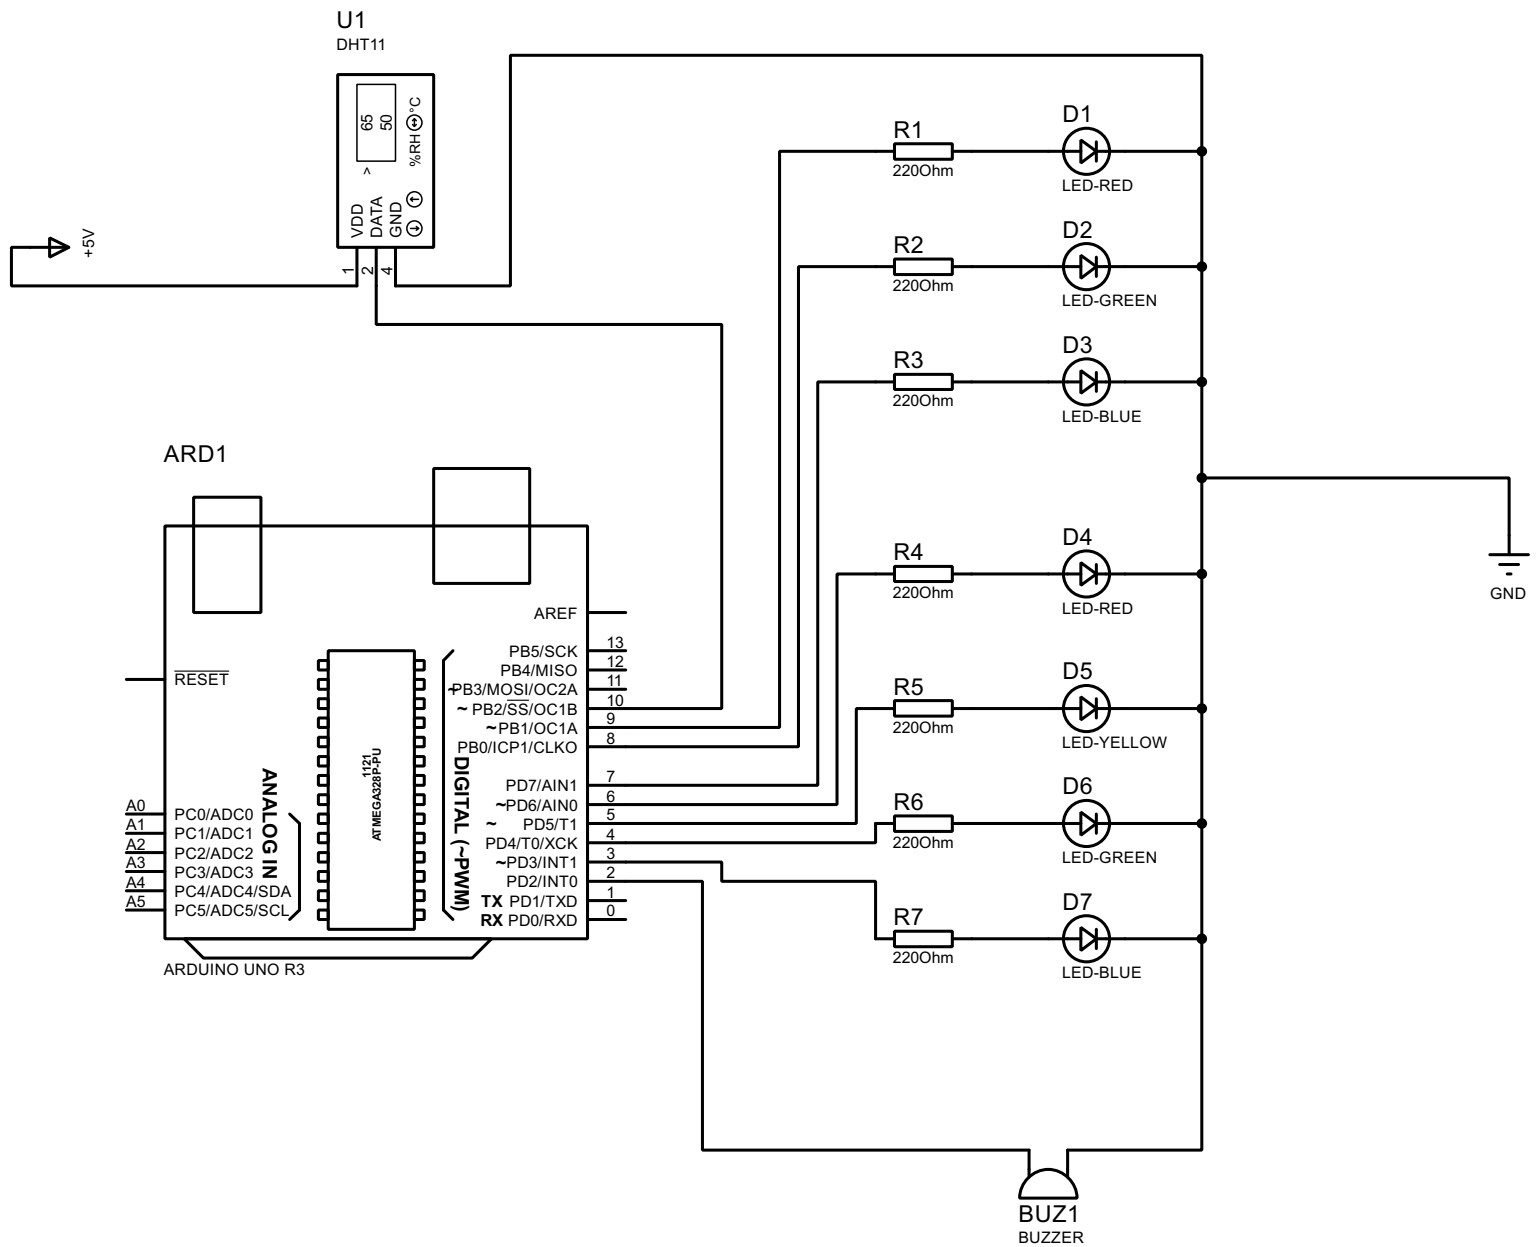 U1
DHT11
65
50
>
%RH °C
VDD
DATA
GND
1
2
4
+5V
R1
220Ohm
D1
LED-RED
R2
220Ohm
D2
LED-GREEN
R3
220Ohm
D3
LED-BLUE
GND
R4
220Ohm
D4
LED-RED
R5
220Ohm
D5
LED-YELLOW
R6
220Ohm
D6
LED-GREEN
R7
220Ohm
D7
LED-BLUE
ARD1
AREF
RESET
PB5/SCK 13
PB4/MISO 12
~PB3/MOSI/OC2A 11
~ PB2/SS/OC1B 10
~PB1/OC1A 9
PB0/ICP1/CLKO 8
PD7/AIN1 7
~PD6/AIN0 6
~ PD5/T1 5
PD4/T0/XCK 4
~PD3/INT1 3
PD2/INT0 2
TX PD1/TXD 1
RX PD0/RXD 0
DIGITAL (~PWM)
1121
ATMEGA328P-PU
ANALOG IN
A0 PC0/ADC0
A1 PC1/ADC1
A2 PC2/ADC2
A3 PC3/ADC3
A4 PC4/ADC4/SDA
A5 PC5/ADC5/SCL
ARDUINO UNO R3
BUZ1
BUZZER